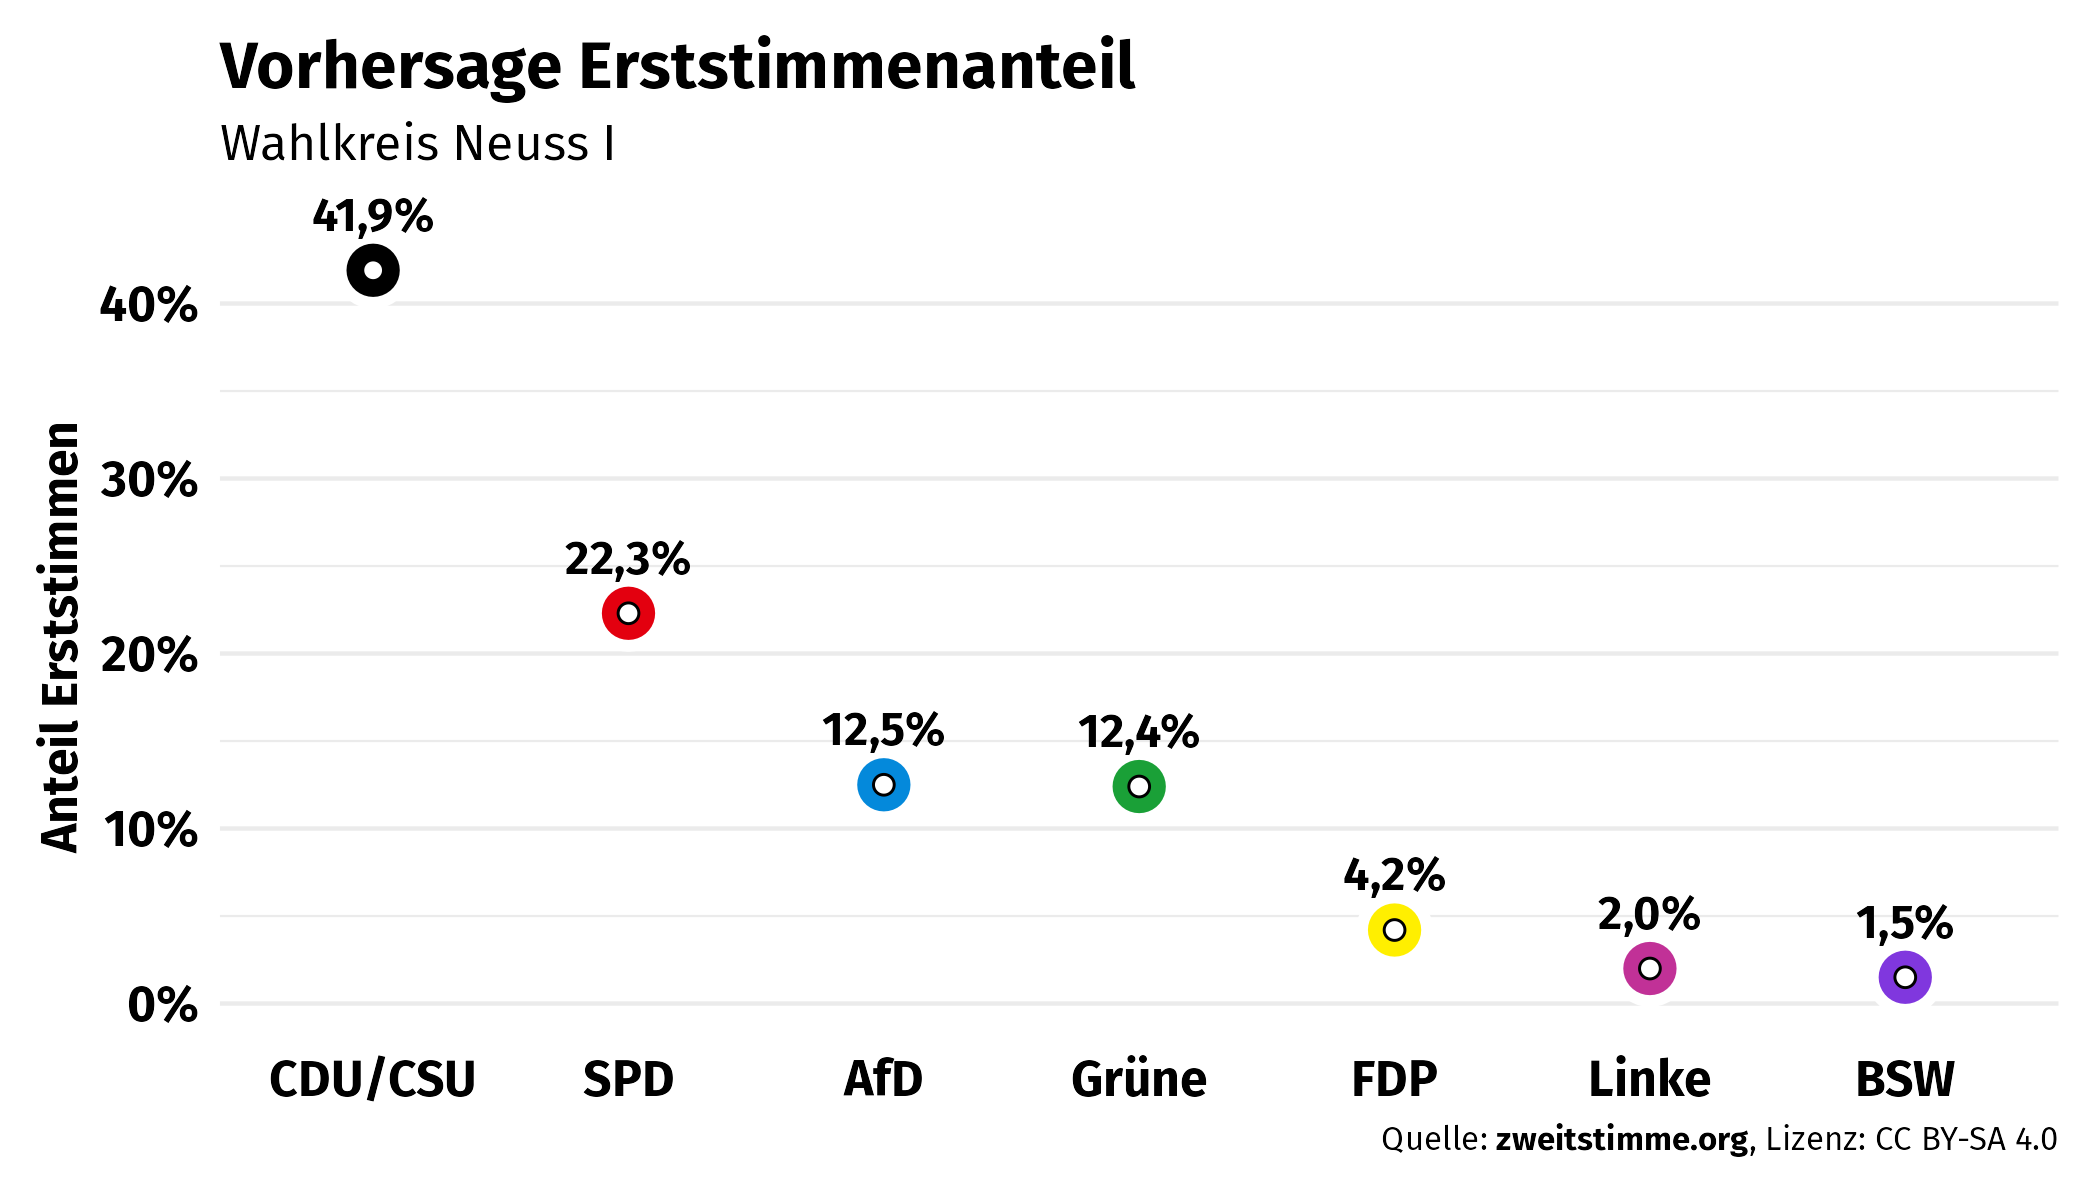 Vorhersage Erststimmenanteil
Wahlkreis Neuss I
41,9%
40%
30%
22,3%
20%
12,5%
12,4%
10%
4,2%
2,0%
1,5%
0%
Anteil Erststimmen
CDU/CSU SPD AfD Grüne FDP Linke BSW
Quelle: zweitstimme.org, Lizenz: CC BY-SA 4.0